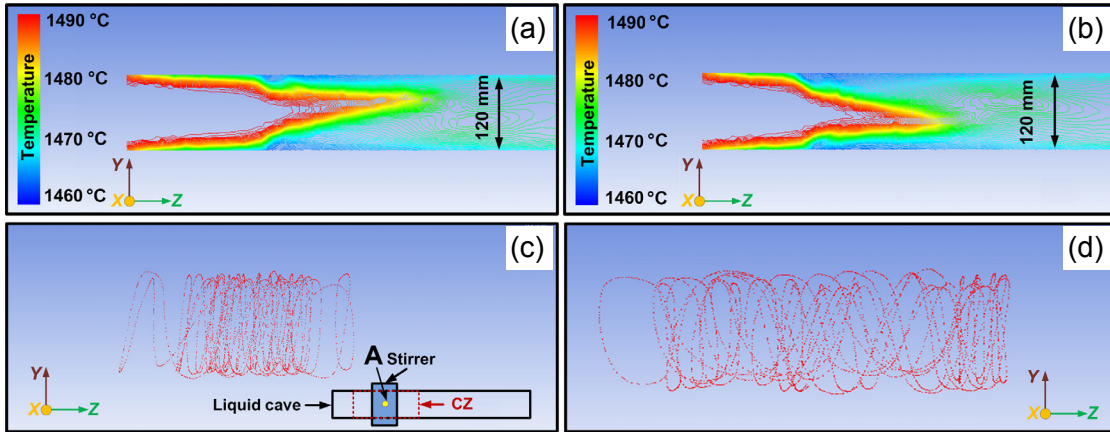 1490 °C
(a)
Temperature
1480 °C
1470 °C
1460 °C
120 mm
Y
X
Z
1490 °C
(b)
Temperature
1480 °C
1470 °C
1460 °C
120 mm
Y
X
Z
(c)
A
Stirrer
Liquid cave
CZ
Y
X
Z
(d)
Y
X
Z